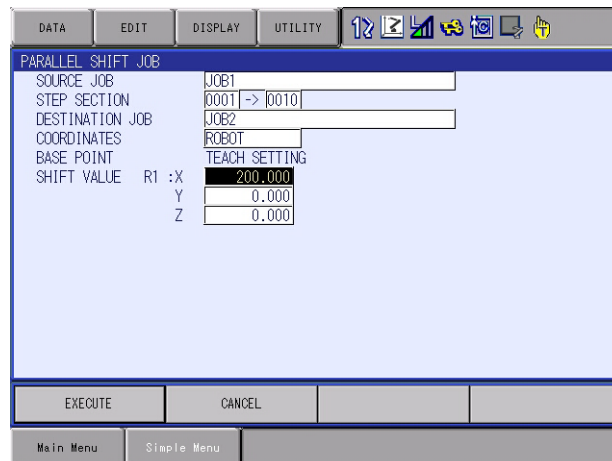 DATA EDIT DISPLAY UTILITY
PARALLEL SHIFT JOB
SOURCE JOB JOB1
STEP SECTION 0001 -> 0010
DESTINATION JOB JOB2
COORDINATES ROBOT
BASE POINT TEACH SETTING
SHIFT VALUE R1 :X 200.000
Y 0.000
Z 0.000
EXECUTE CANCEL
Main Menu Simple Menu